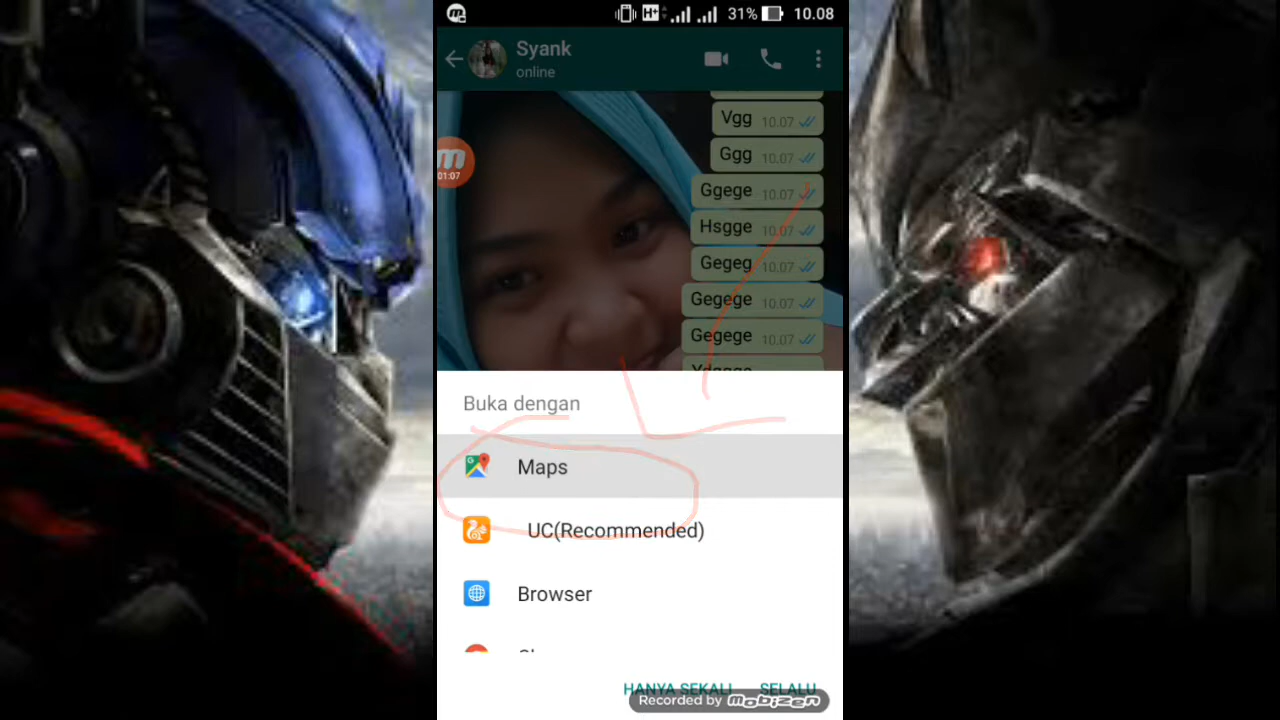 31% 10.08
Syank
online
Vgg 10.07
Ggg 10.07
Ggege 10.07
01:07
Hsgge 10.07
Gegeg 10.07
Gegege 10.07
Gegege 10.07
Buka dengan
Maps
UC(Recommended)
Browser
HANYA SEKALI SELALU
Recorded by mobizen